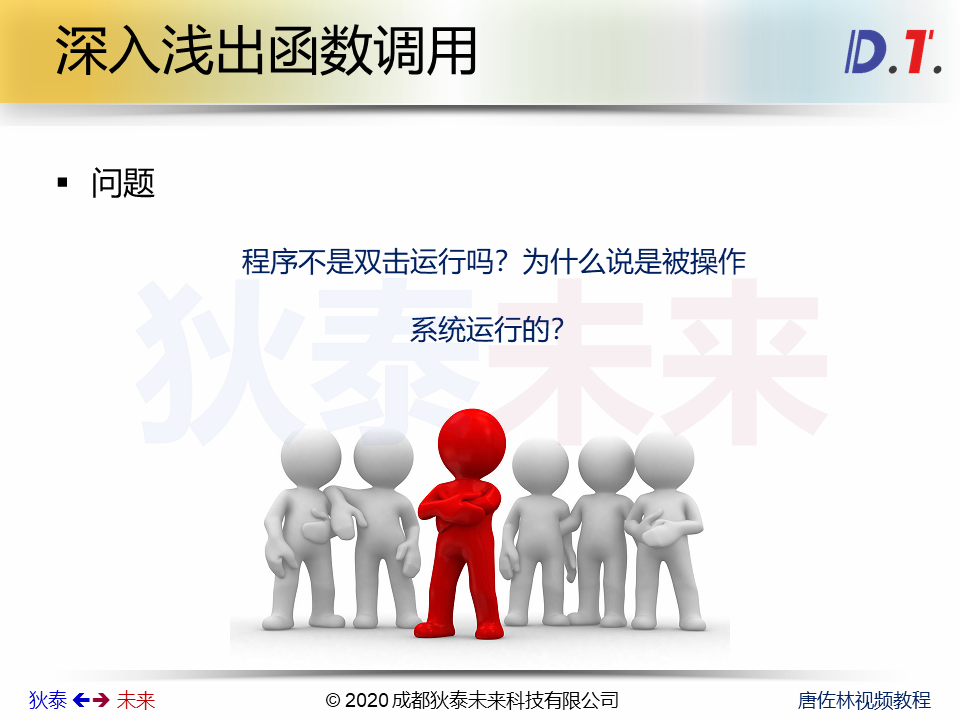 深入浅出函数调用
D.T.
▪ 问题
程序不是双击运行吗？为什么说是被操作
系统运行的？
狄泰未来
狄泰 🡰🡲 未来
© 2020 成都狄泰未来科技有限公司
唐佐林视频教程